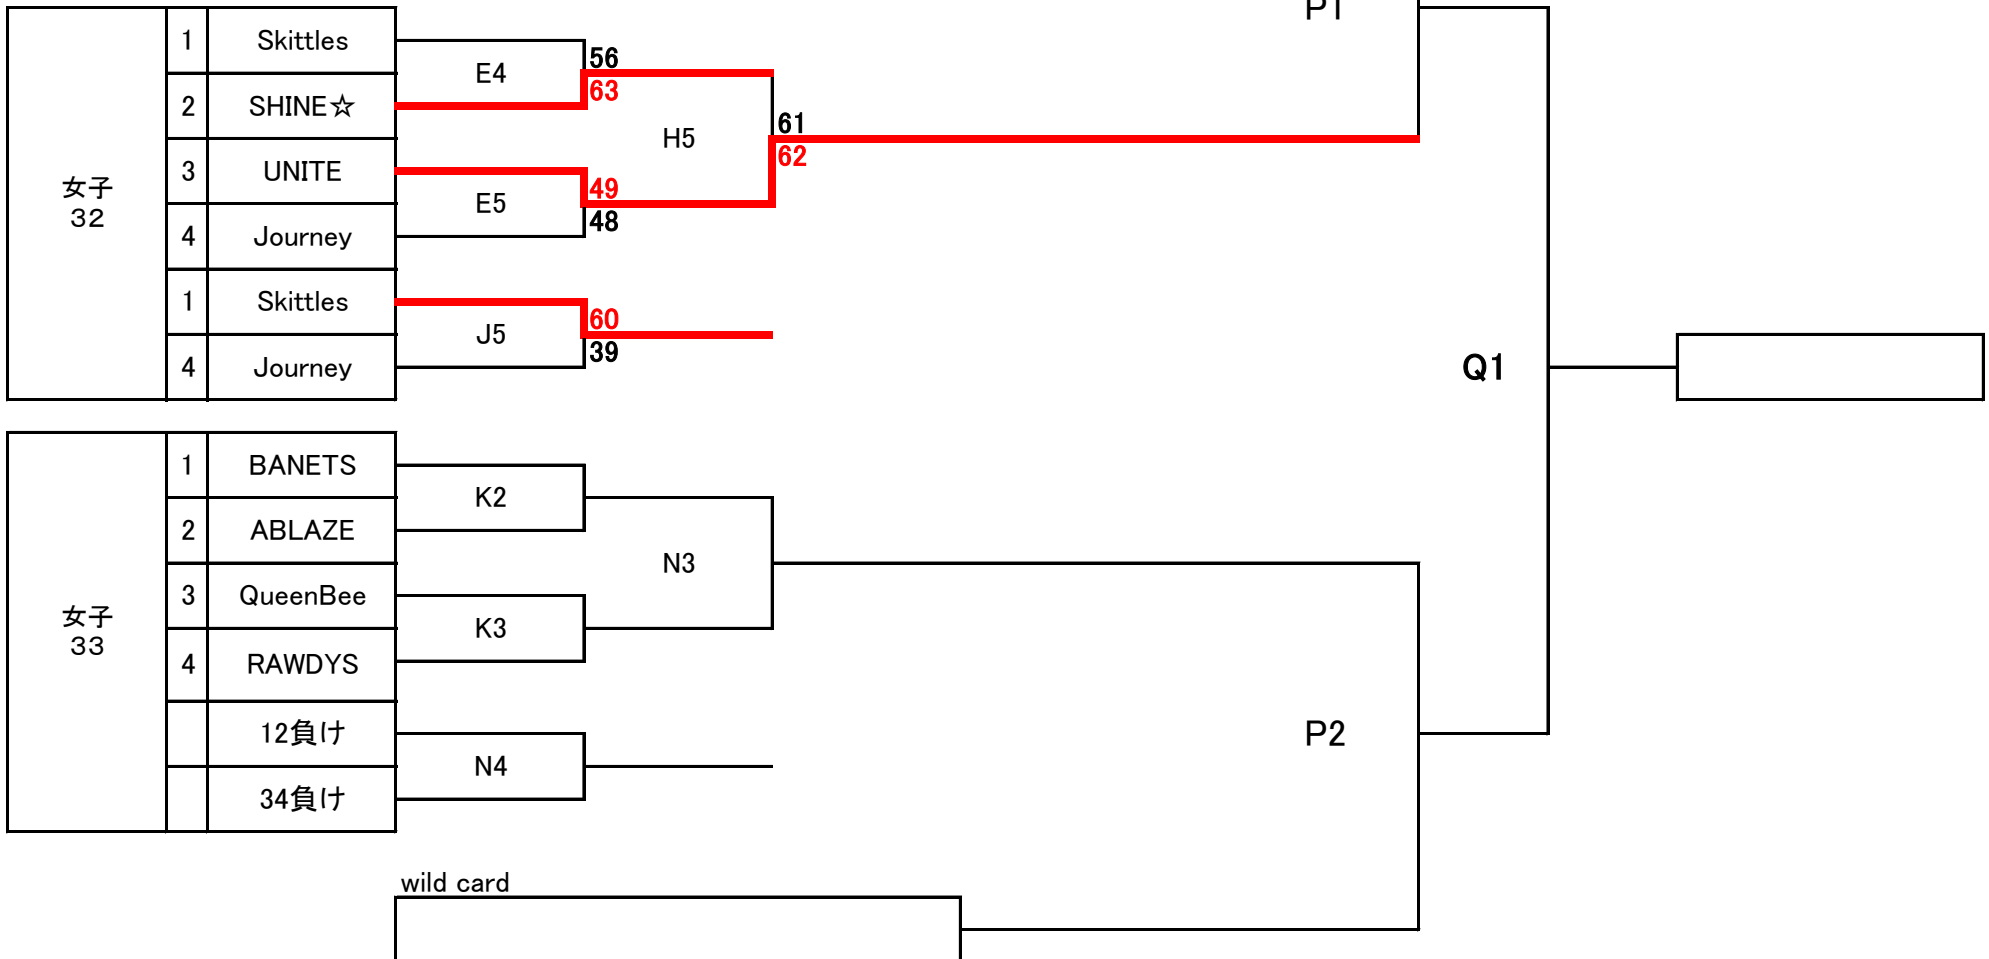 P1
女子
３２
1 Skittles
E4
56
63
2 SHINE☆
H5
61
62
3 UNITE
E5
49
48
4 Journey
1 Skittles
J5
60
39
4 Journey
Q1
女子
３３
1 BANETS
K2
2 ABLAZE
N3
3 QueenBee
K3
4 RAWDYS
12負け
N4
34負け
P2
wild card